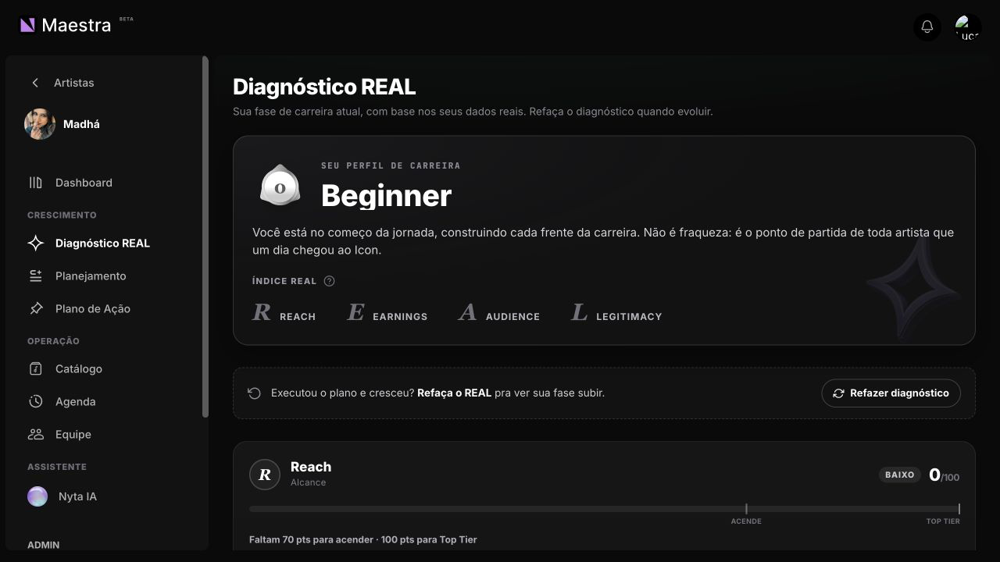 Maestra BETA
Luca
Artistas
Madhá
Dashboard
CRESCIMENTO
Diagnóstico REAL
Planejamento
Plano de Ação
OPERAÇÃO
Catálogo
Agenda
Equipe
ASSISTENTE
Nyta IA
ADMIN
Diagnóstico REAL
Sua fase de carreira atual, com base nos seus dados reais. Refaça o diagnóstico quando evoluir.
0
SEU PERFIL DE CARREIRA
Beginner
Você está no começo da jornada, construindo cada frente da carreira. Não é fraqueza: é o ponto de partida de toda artista que
um dia chegou ao Icon.
ÍNDICE REAL ?
R REACH E EARNINGS A AUDIENCE L LEGITIMACY
Executou o plano e cresceu? Refaça o REAL pra ver sua fase subir.
Refazer diagnóstico
R
Reach
Alcance
BAIXO 0/100
ACENDE TOP TIER
Faltam 70 pts para acender · 100 pts para Top Tier